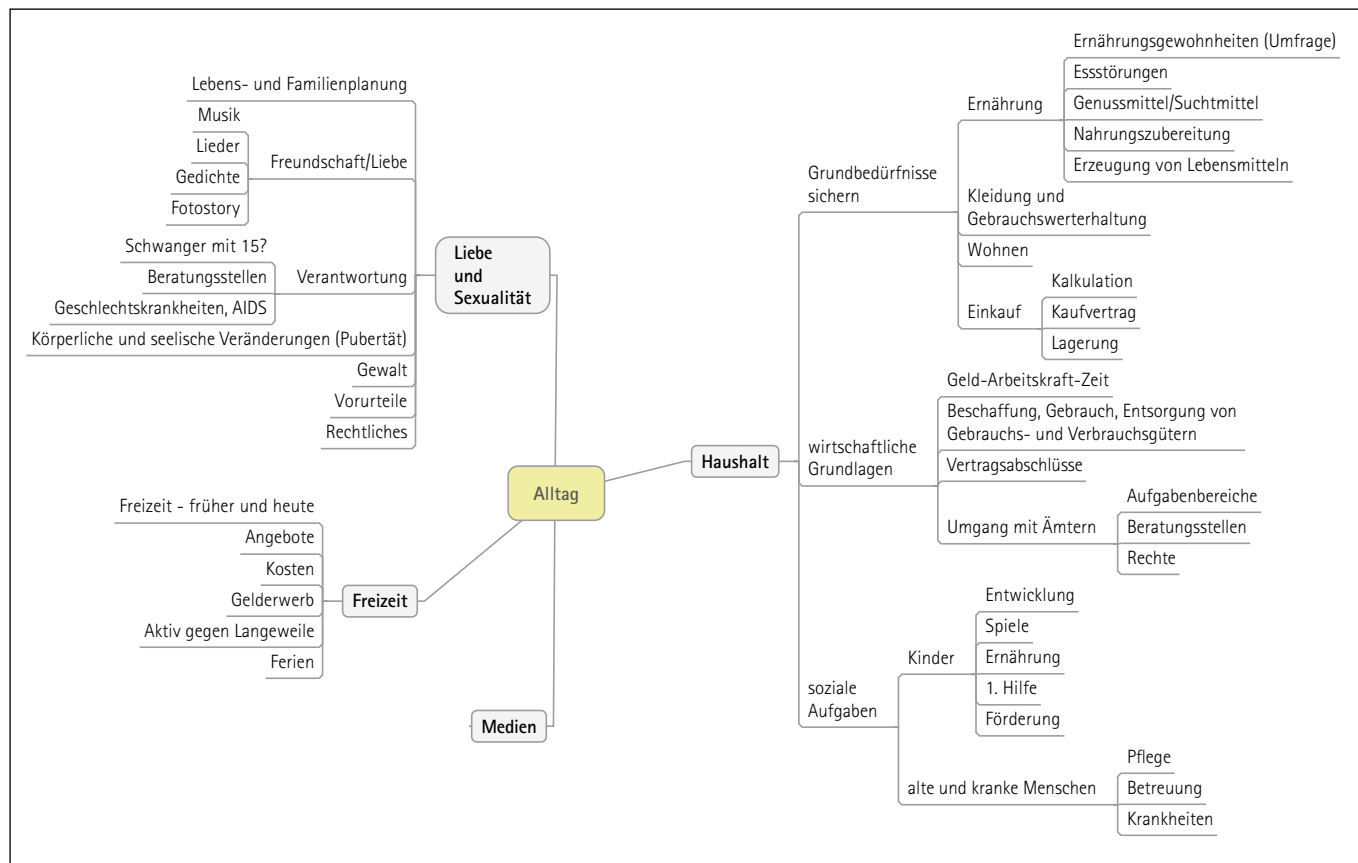 Lebens- und Familienplanung
Musik
Lieder
Gedichte
Fotostory
Freundschaft/Liebe
Schwanger mit 15?
Beratungsstellen
Geschlechtskrankheiten, AIDS
Verantwortung
Körperliche und seelische Veränderungen (Pubertät)
Gewalt
Vorurteile
Rechtliches
Liebe
und
Sexualität
Freizeit - früher und heute
Angebote
Kosten
Gelderwerb
Aktiv gegen Langeweile
Ferien
Freizeit
Medien
Alltag
Haushalt
Grundbedürfnisse
sichern
Ernährung
Ernährungsgewohnheiten (Umfrage)
Essstörungen
Genussmittel/Suchtmittel
Nahrungszubereitung
Erzeugung von Lebensmitteln
Kleidung und
Gebrauchswerterhaltung
Wohnen
Einkauf
Kalkulation
Kaufvertrag
Lagerung
wirtschaftliche
Grundlagen
Geld-Arbeitskraft-Zeit
Beschaffung, Gebrauch, Entsorgung von
Gebrauchs- und Verbrauchsgütern
Vertragsabschlüsse
Umgang mit Ämtern
Aufgabenbereiche
Beratungsstellen
Rechte
soziale
Aufgaben
Kinder
Entwicklung
Spiele
Ernährung
1. Hilfe
Förderung
alte und kranke Menschen
Pflege
Betreuung
Krankheiten